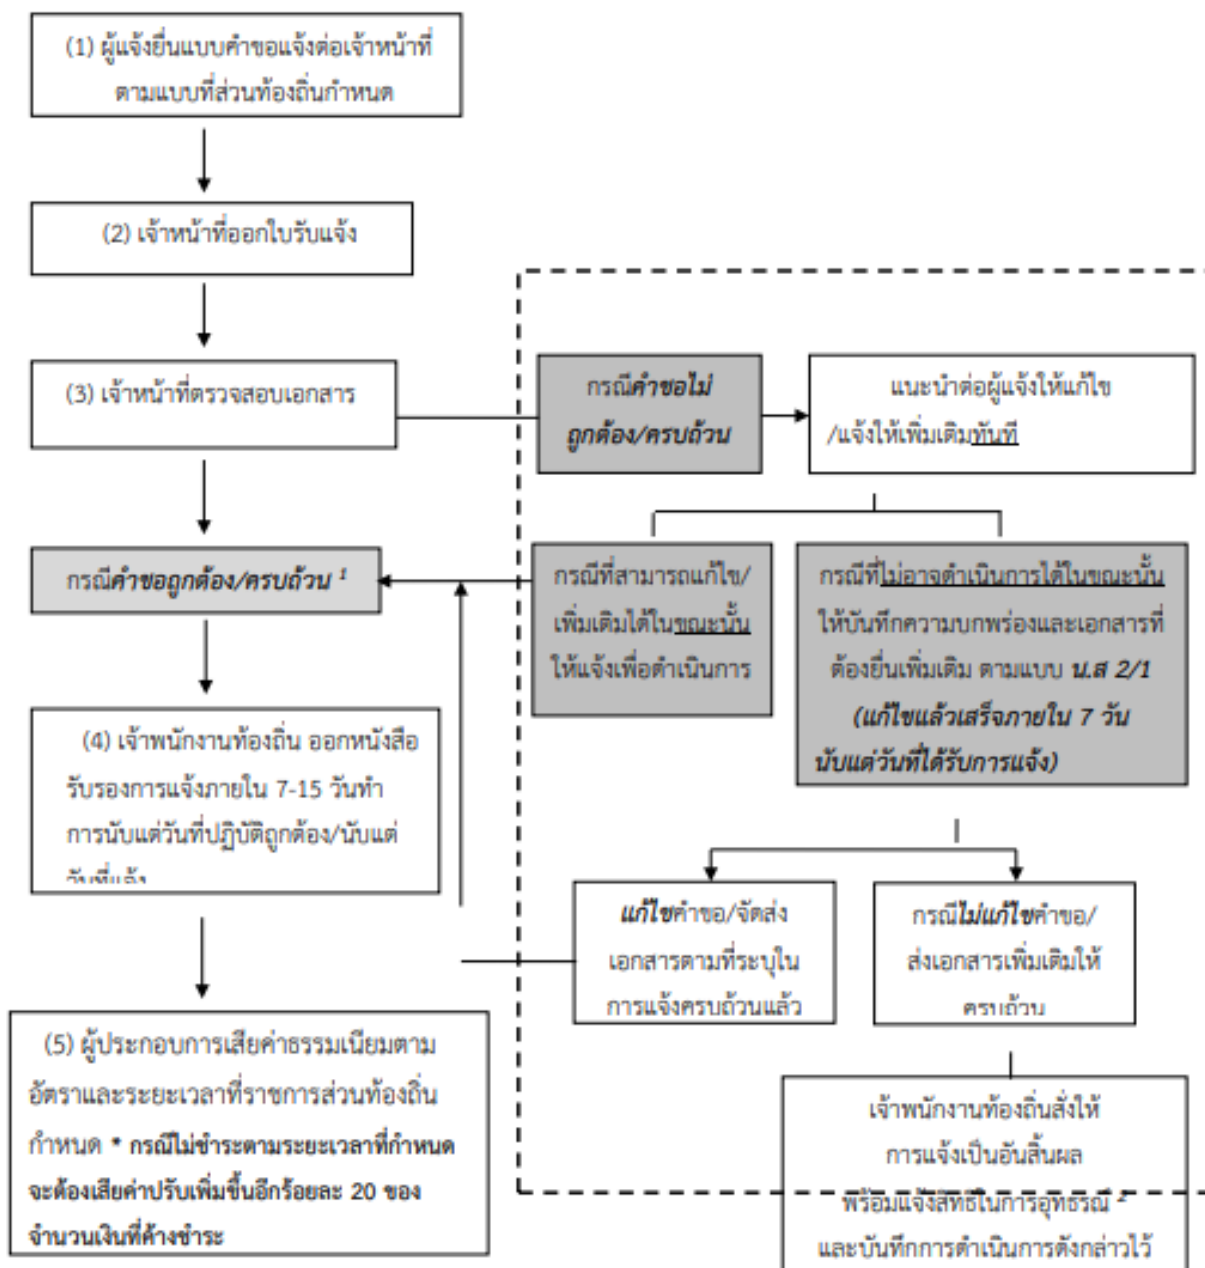 (1) ผู้แจ้งยื่นแบบคำขอแจ้งต่อเจ้าหน้าที่
ตามแบบที่ส่วนท้องถิ่นกำหนด
(2) เจ้าหน้าที่ออกใบรับแจ้ง
(3) เจ้าหน้าที่ตรวจสอบเอกสาร
กรณีคำขอไม่
ถูกต้อง/ครบถ้วน
แนะนำต่อผู้แจ้งให้แก้ไข
/แจ้งให้เพิ่มเติมทันที
กรณีคำขอถูกต้อง/ครบถ้วน 1
กรณีที่สามารถแก้ไข/
เพิ่มเติมได้ในขณะนั้น
ให้แจ้งเพื่อดำเนินการ
กรณีที่ไม่อาจดำเนินการได้ในขณะนั้น
ให้บันทึกความบกพร่องและเอกสารที่
ต้องยื่นเพิ่มเติม ตามแบบ น.ส 2/1
(แก้ไขแล้วเสร็จภายใน 7 วัน
นับแต่วันที่ได้รับการแจ้ง)
(4) เจ้าพนักงานท้องถิ่น ออกหนังสือ
รับรองการแจ้งภายใน 7-15 วันทำ
การนับแต่วันที่ปฏิบัติถูกต้อง/นับแต่
วันที่แจ้ง
แก้ไขคำขอ/จัดส่ง
เอกสารตามที่ระบุใน
การแจ้งครบถ้วนแล้ว
กรณีไม่แก้ไขคำขอ/
ส่งเอกสารเพิ่มเติมให้
ครบถ้วน
(5) ผู้ประกอบการเสียค่าธรรมเนียมตาม
อัตราและระยะเวลาที่ราชการส่วนท้องถิ่น
กำหนด * กรณีไม่ชำระตามระยะเวลาที่กำหนด
จะต้องเสียค่าปรับเพิ่มขึ้นอีกร้อยละ 20 ของ
จำนวนเงินที่ค้างชำระ
เจ้าพนักงานท้องถิ่นสั่งให้
การแจ้งเป็นอันสิ้นผล
พร้อมแจ้งสิทธิในการอุทธรณ์ 2
และบันทึกการดำเนินการดังกล่าวไว้